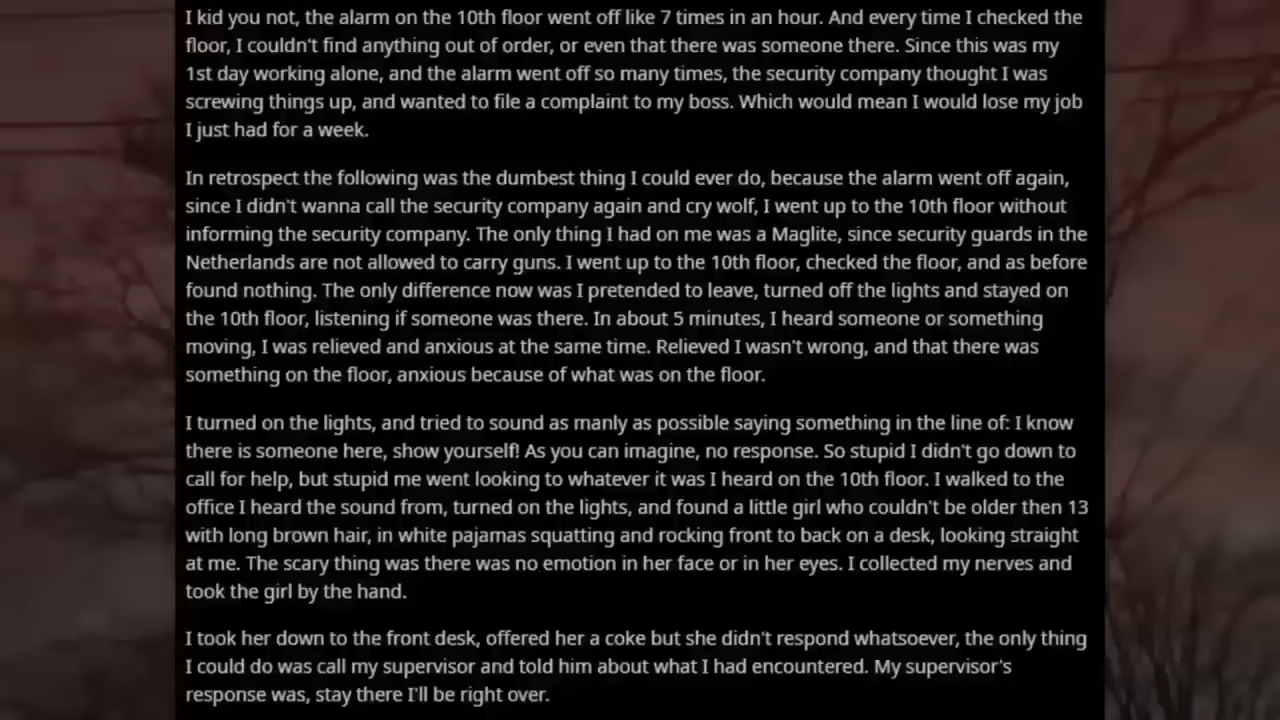 I kid you not, the alarm on the 10th floor went off like 7 times in an hour. And every time I checked the
floor, I couldn't find anything out of order, or even that there was someone there. Since this was my
1st day working alone, and the alarm went off so many times, the security company thought I was
screwing things up, and wanted to file a complaint to my boss. Which would mean I would lose my job
I just had for a week.
In retrospect the following was the dumbest thing I could ever do, because the alarm went off again,
since I didn't wanna call the security company again and cry wolf, I went up to the 10th floor without
informing the security company. The only thing I had on me was a Maglite, since security guards in the
Netherlands are not allowed to carry guns. I went up to the 10th floor, checked the floor, and as before
found nothing. The only difference now was I pretended to leave, turned off the lights and stayed on
the 10th floor, listening if someone was there. In about 5 minutes, I heard someone or something
moving, I was relieved and anxious at the same time. Relieved I wasn't wrong, and that there was
something on the floor, anxious because of what was on the floor.
I turned on the lights, and tried to sound as manly as possible saying something in the line of: I know
there is someone here, show yourself! As you can imagine, no response. So stupid I didn't go down to
call for help, but stupid me went looking to whatever it was I heard on the 10th floor. I walked to the
office I heard the sound from, turned on the lights, and found a little girl who couldn't be older then 13
with long brown hair, in white pajamas squatting and rocking front to back on a desk, looking straight
at me. The scary thing was there was no emotion in her face or in her eyes. I collected my nerves and
took the girl by the hand.
I took her down to the front desk, offered her a coke but she didn't respond whatsoever, the only thing
I could do was call my supervisor and told him about what I had encountered. My supervisor's
response was, stay there I'll be right over.